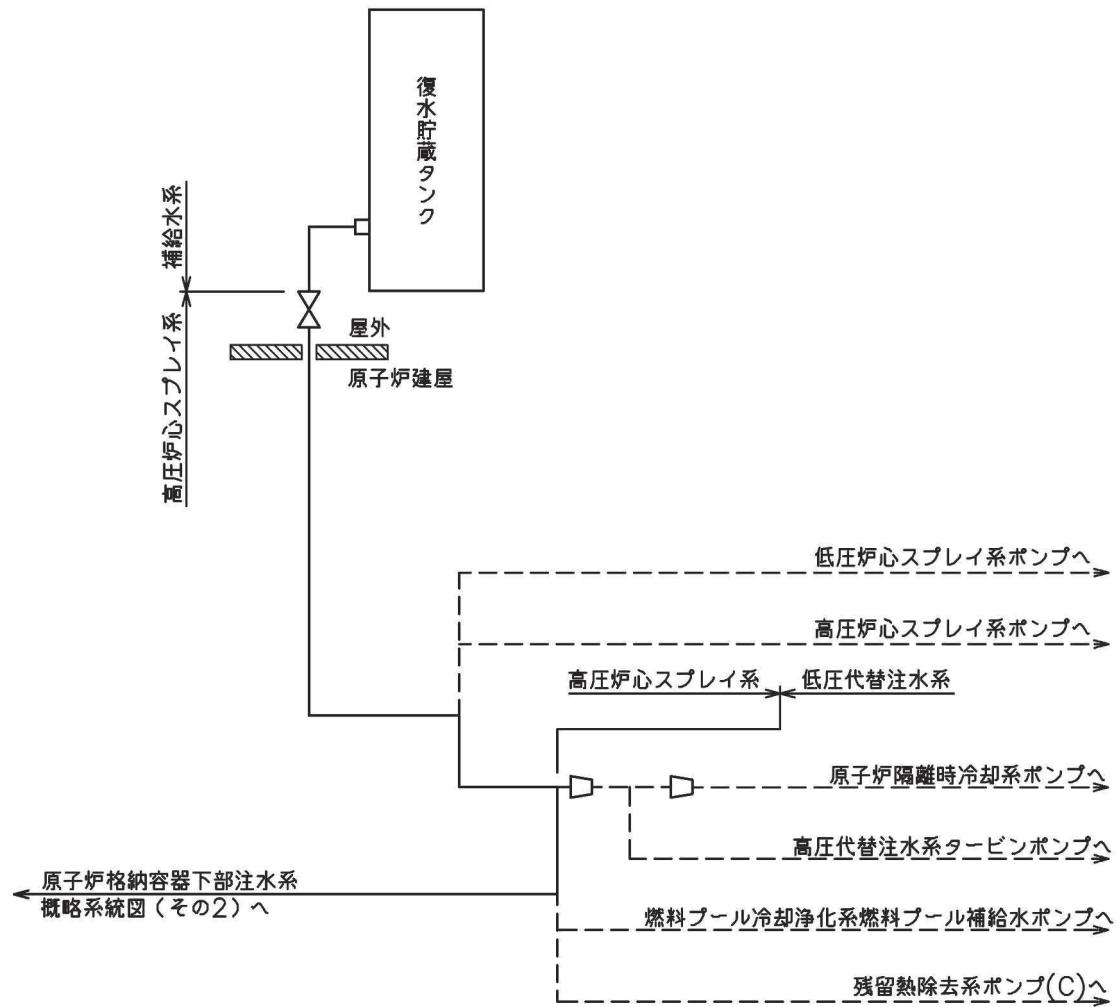 復水貯蔵タンク
補給水系
高圧炉心スプレイ系
屋外
原子炉建屋
低圧炉心スプレイ系ポンプへ
高圧炉心スプレイ系ポンプへ
高圧炉心スプレイ系
低圧代替注水系
原子炉隔離時冷却系ポンプへ
高圧代替注水系タービンポンプへ
原子炉格納容器下部注水系
概略系統図(その2)へ
燃料プール冷却浄化系燃料プール補給水ポンプへ
残留熱除去系ポンプ(C)へ